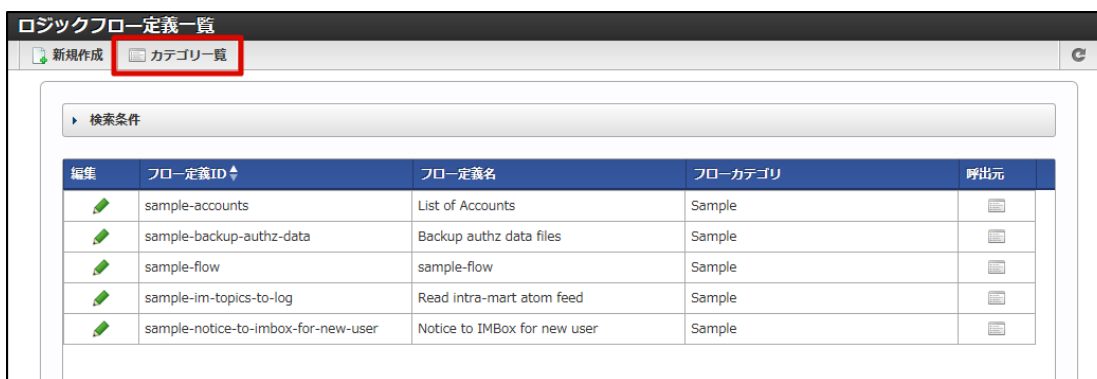 ロジックフロー定義一覧
新規作成 カテゴリ一覧
検索条件
編集 フロー定義ID フロー定義名 フローカテゴリ 呼出元
sample-accounts List of Accounts Sample
sample-backup-authz-data Backup authz data files Sample
sample-flow sample-flow Sample
sample-im-topics-to-log Read intra-mart atom feed Sample
sample-notice-to-imbox-for-new-user Notice to IMBox for new user Sample